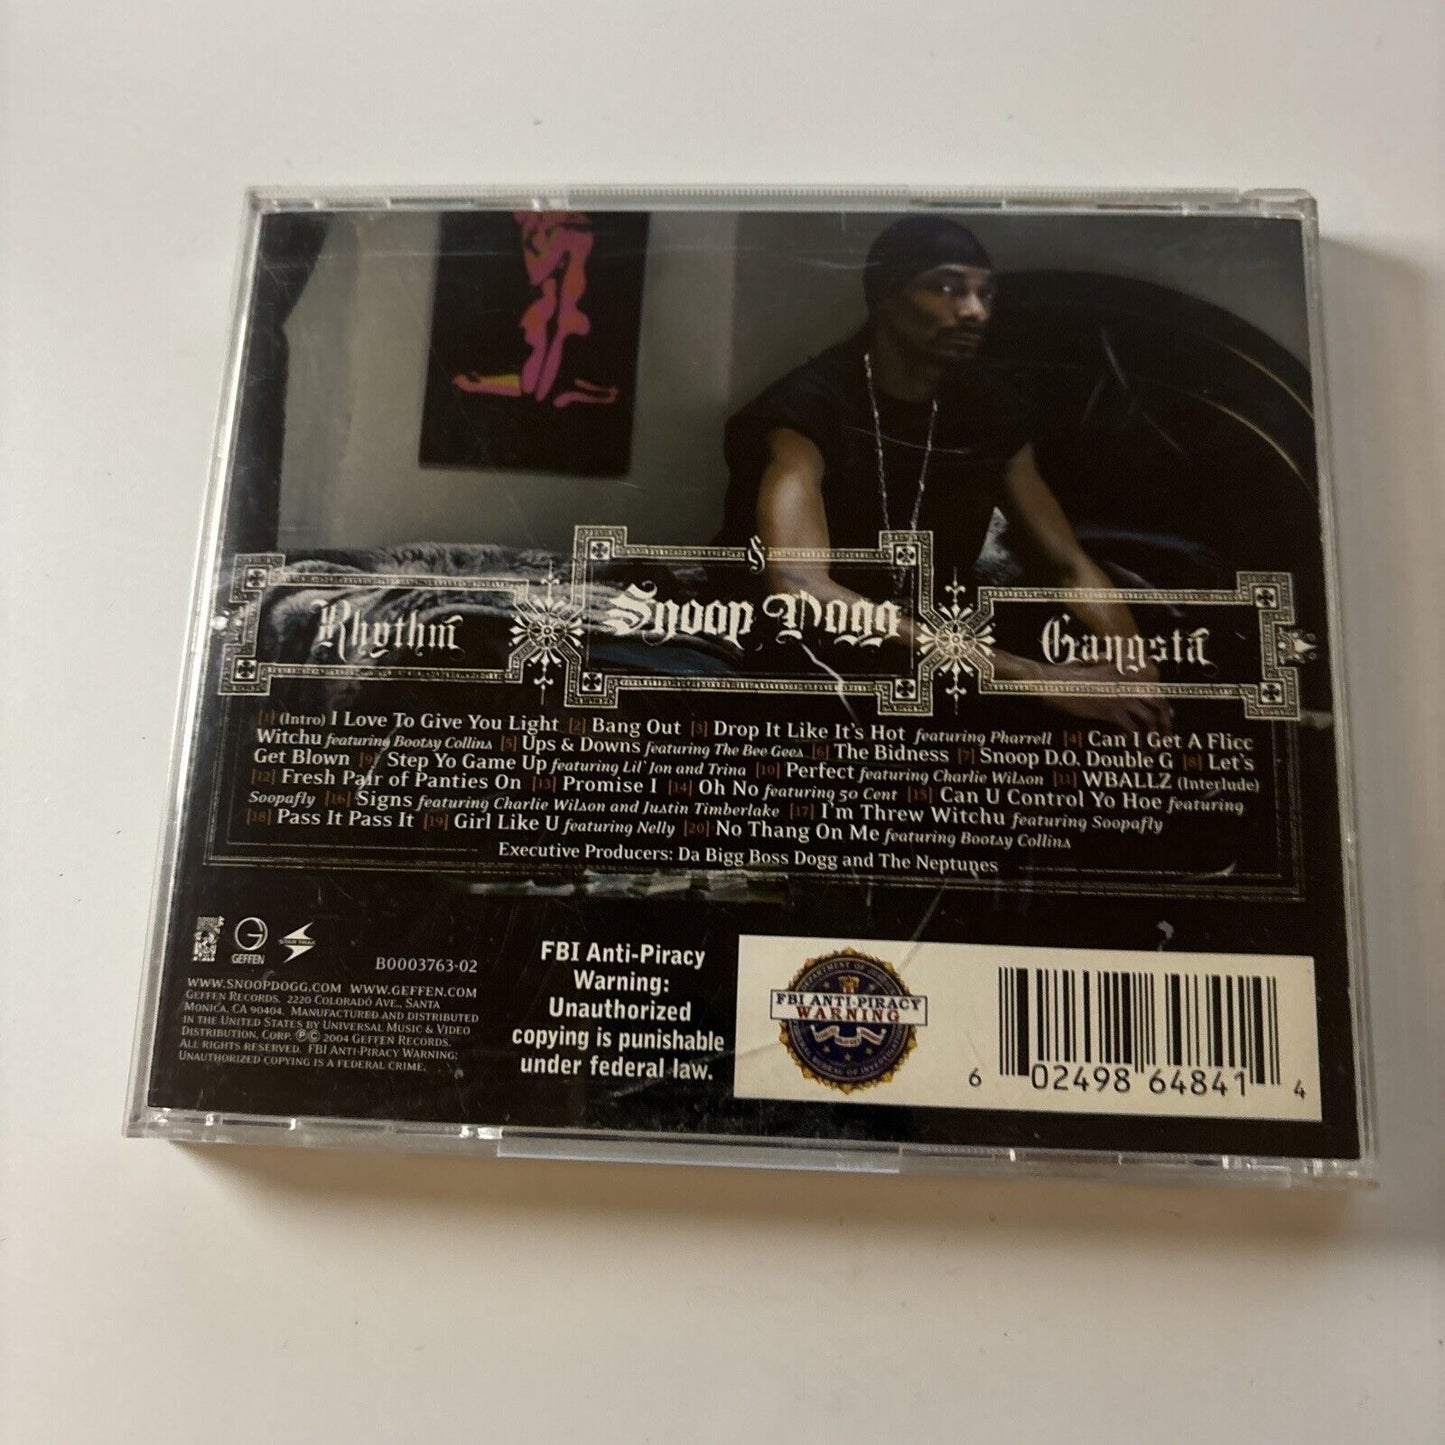 Rhythm Snoop Dogg Gangsta
[1] (Intro) I Love To Give You Light [2] Bang Out [3] Drop It Like It's Hot featuring Pharrell [4] Can I Get A Flicc
Witchu featuring Bootsy Collins [5] Ups & Downs featuring The Bee Gees [6] The Bidness [7] Snoop D.O. Double G [8] Let's
Get Blown [9] Step Yo Game Up featuring Lil' Jon and Trina [10] Perfect featuring Charlie Wilson [11] WBALLZ (Interlude)
[12] Fresh Pair of Panties On [13] Promise I [14] Oh No featuring 50 Cent [15] Can U Control Yo Hoe featuring
Soopafly [16] Signs featuring Charlie Wilson and Justin Timberlake [17] I'm Threw Witchu featuring Soopafly
[18] Pass It Pass It [19] Girl Like U featuring Nelly [20] No Thang On Me featuring Bootsy Collins
Executive Producers: Da Bigg Boss Dogg and The Neptunes
GEFFEN
STAR TRAK
B0003763-02
WWW.SNOOPDOGG.COM WWW.GEFFEN.COM
GEFFEN RECORDS. 2220 COLORADO AVE., SANTA
MONICA, CA 90404. MANUFACTURED AND DISTRIBUTED
IN THE UNITED STATES BY UNIVERSAL MUSIC & VIDEO
DISTRIBUTION, CORP. ℗© 2004 GEFFEN RECORDS.
ALL RIGHTS RESERVED. FBI ANTI-PIRACY WARNING:
UNAUTHORIZED COPYING IS A FEDERAL CRIME.
FBI Anti-Piracy
Warning:
Unauthorized
copying is punishable
under federal law.
DEPARTMENT OF JUSTICE
FBI ANTI-PIRACY
WARNING
BUREAU OF INVESTIGATION
6 02498 64841 4